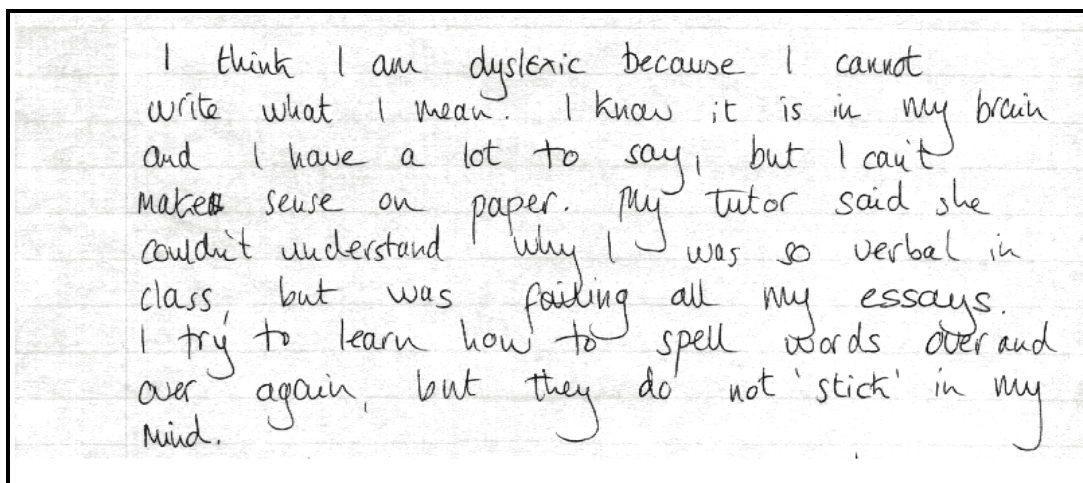 I think I am dyslexic because I cannot
write what I mean. I know it is in my brain
and I have a lot to say, but I can't
make sense on paper. My tutor said she
couldn't understand why I was so verbal in
class, but was failing all my essays.
I try to learn how to spell words over and
over again, but they do not 'stick' in my
mind.